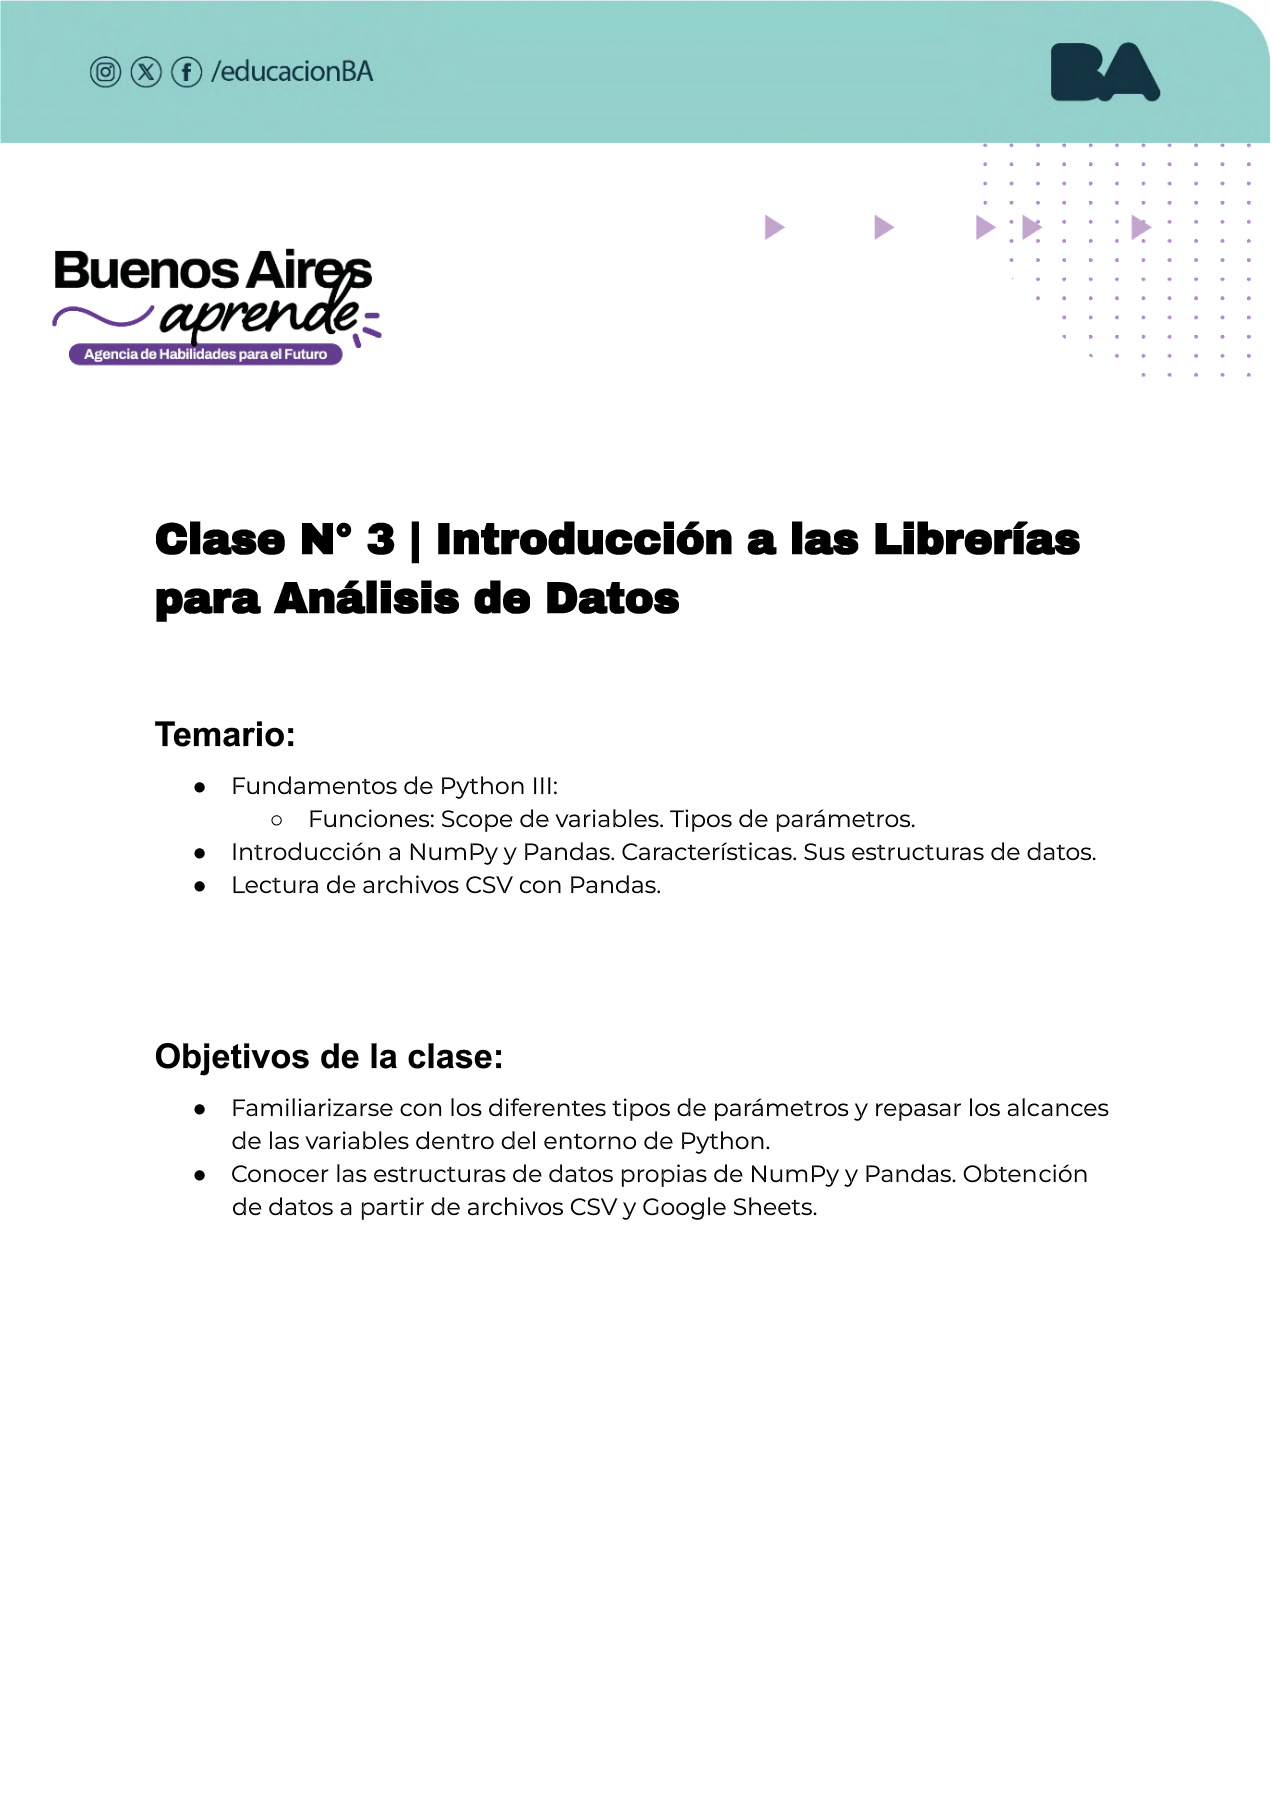 /educacionBA
BA
Buenos Aires
aprende
Agencia de Habilidades para el Futuro
Clase N° 3 | Introducción a las Librerías
para Análisis de Datos
Temario:
● Fundamentos de Python III:
○ Funciones: Scope de variables. Tipos de parámetros.
● Introducción a NumPy y Pandas. Características. Sus estructuras de datos.
● Lectura de archivos CSV con Pandas.
Objetivos de la clase:
● Familiarizarse con los diferentes tipos de parámetros y repasar los alcances
de las variables dentro del entorno de Python.
● Conocer las estructuras de datos propias de NumPy y Pandas. Obtención
de datos a partir de archivos CSV y Google Sheets.